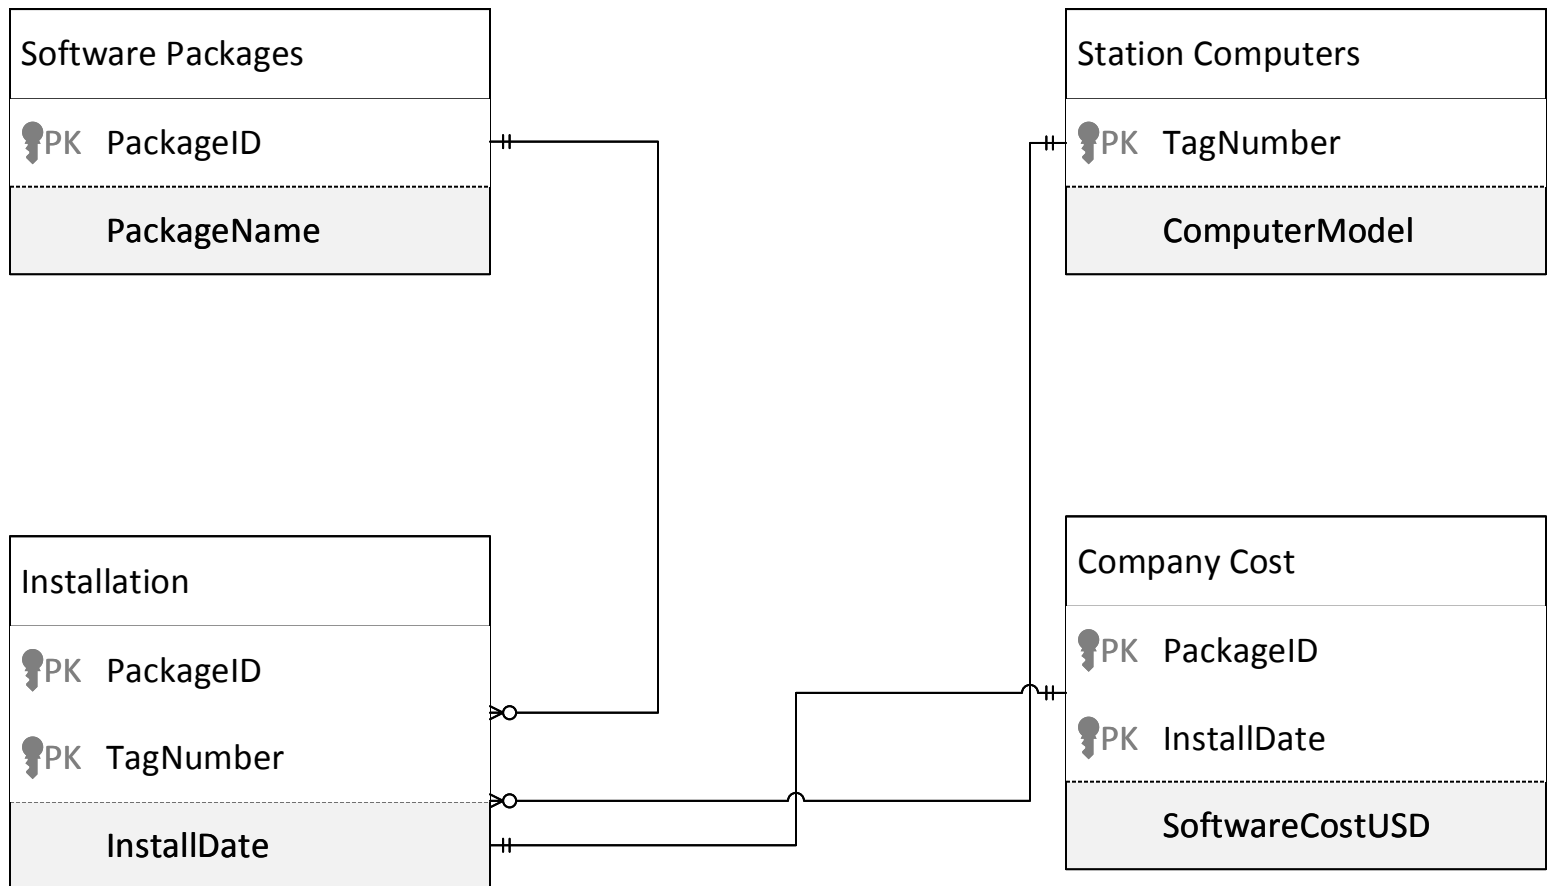 Software Packages
PK PackageID
PackageName
Station Computers
PK TagNumber
ComputerModel
Installation
PK PackageID
PK TagNumber
InstallDate
Company Cost
PK PackageID
PK InstallDate
SoftwareCostUSD